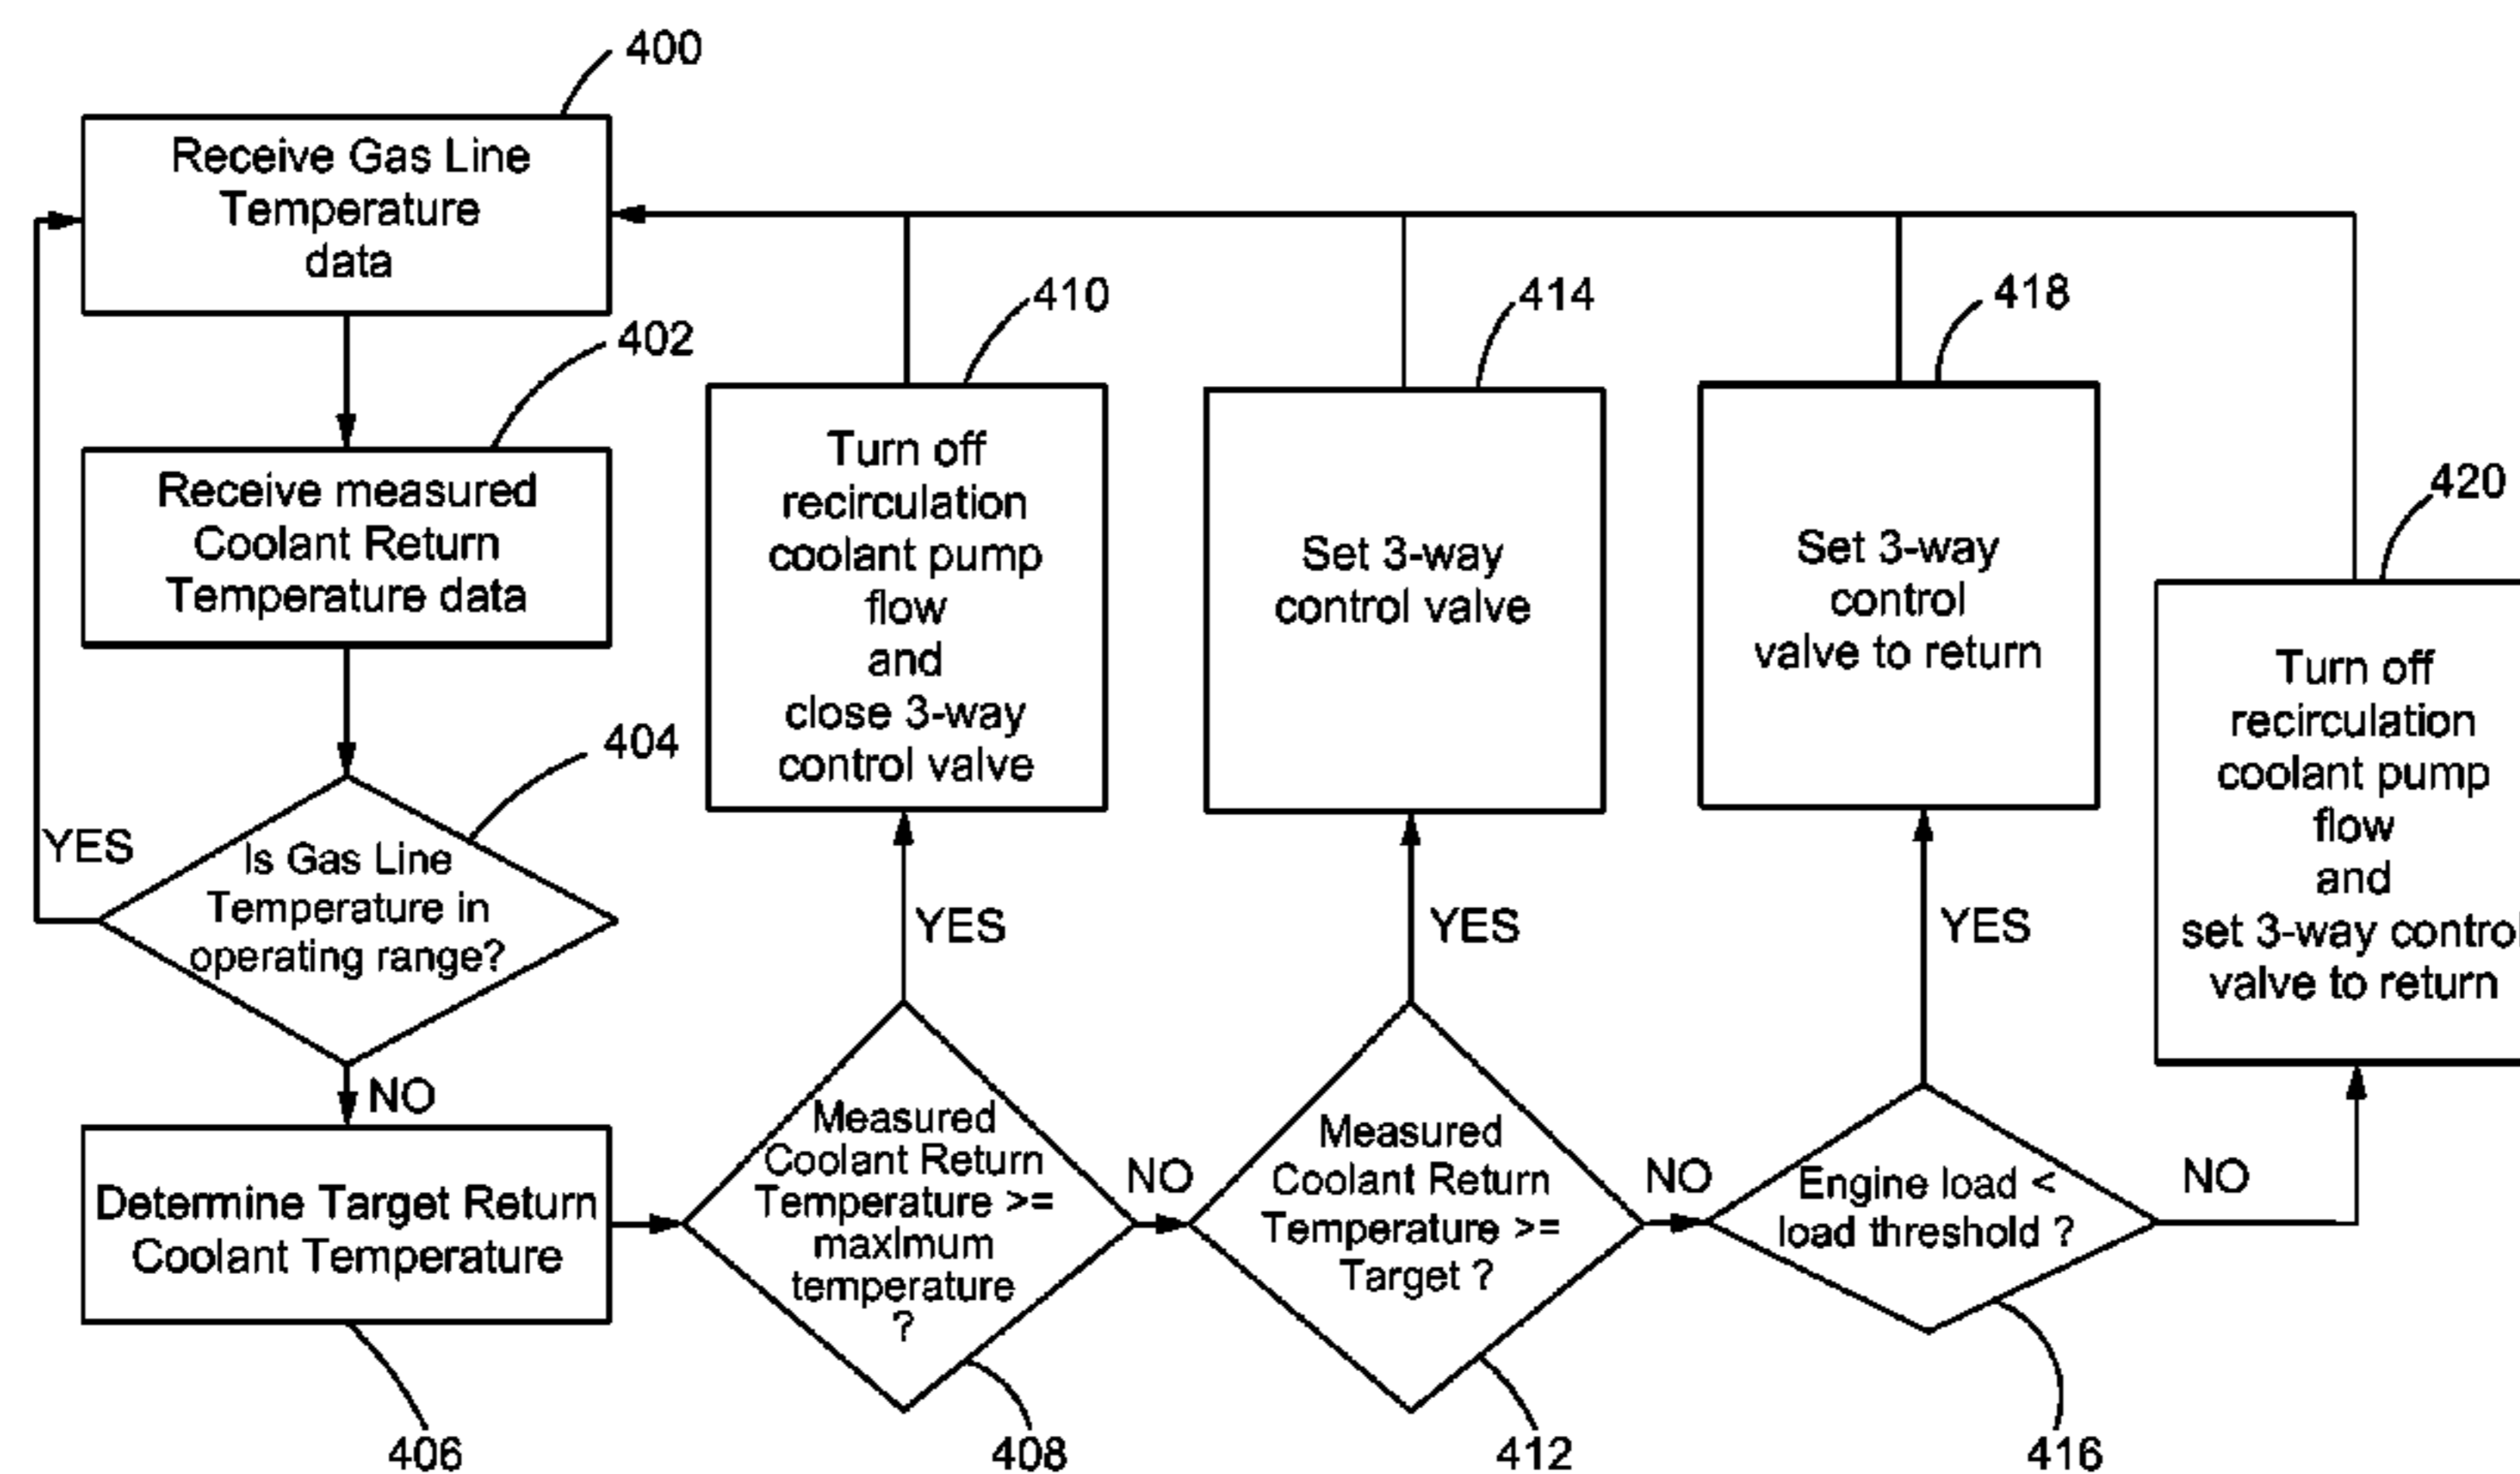 400
Receive Gas Line
Temperature
data
402
Receive measured
Coolant Return
Temperature data
404
YES
Is Gas Line
Temperature in
operating range?
NO
Determine Target Return
Coolant Temperature
406
410
Turn off
recirculation
coolant pump
flow
and
close 3-way
control valve
YES
Measured
Coolant Return
Temperature >=
maxImum
temperature
?
408
NO
414
Set 3-way
control valve
YES
Measured
Coolant Return
Temperature >=
Target ?
412
NO
418
Set 3-way
control
valve to return
YES
Engine load <
load threshold ?
416
NO
420
Turn off
recirculation
coolant pump
flow
and
set 3-way control
valve to return